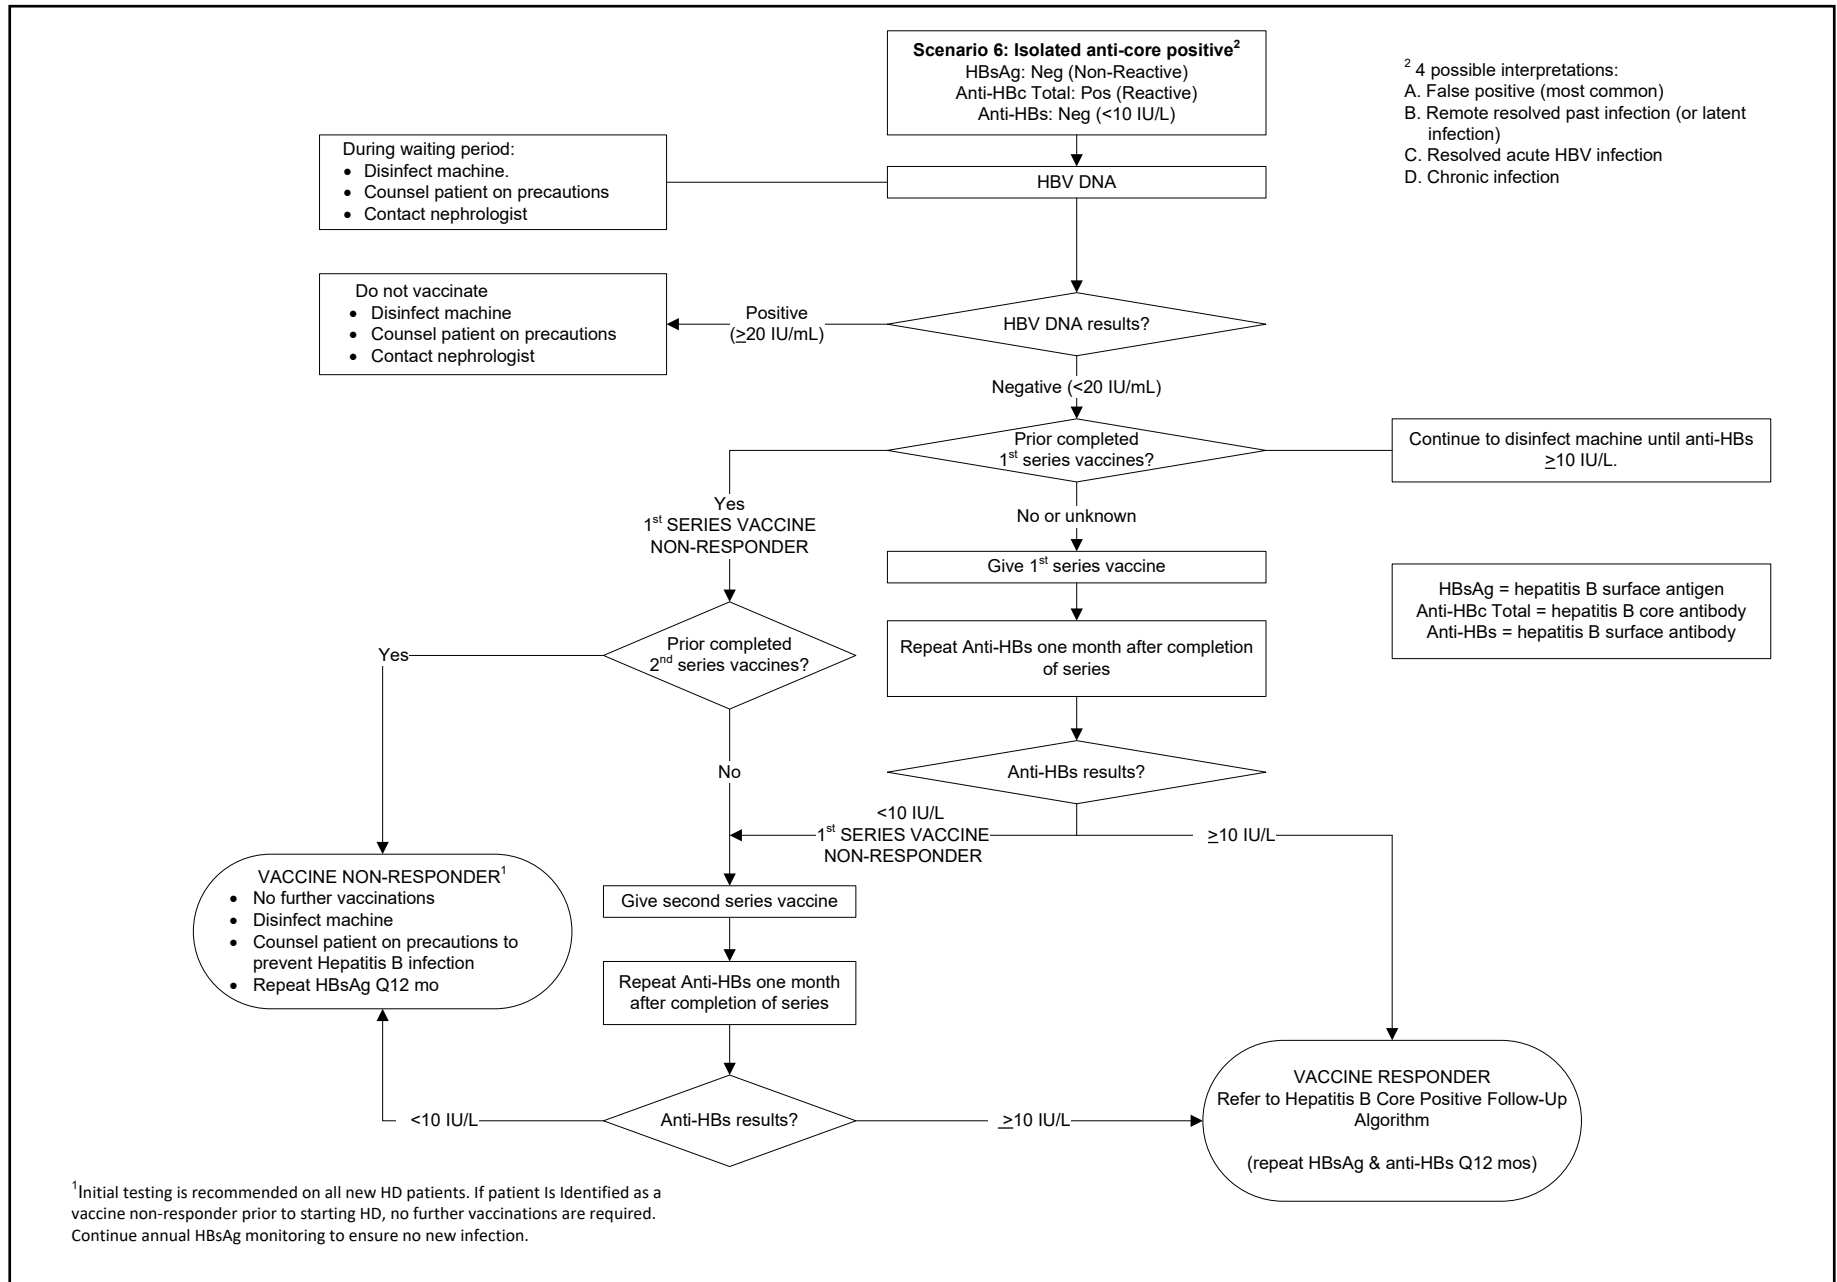 Scenario 6: Isolated anti-core positive2
HBsAg: Neg (Non-Reactive)
Anti-HBc Total: Pos (Reactive)
Anti-HBs: Neg (<10 IU/L)
2 4 possible interpretations:
A. False positive (most common)
B. Remote resolved past infection (or latent
infection)
C. Resolved acute HBV infection
D. Chronic infection
During waiting period:
• Disinfect machine.
• Counsel patient on precautions
• Contact nephrologist
HBV DNA
Do not vaccinate
• Disinfect machine
• Counsel patient on precautions
• Contact nephrologist
Positive
(≥20 IU/mL)
HBV DNA results?
Negative (<20 IU/mL)
Prior completed
1st series vaccines?
Continue to disinfect machine until anti-HBs
≥10 IU/L.
Yes
1st SERIES VACCINE
NON-RESPONDER
No or unknown
Give 1st series vaccine
HBsAg = hepatitis B surface antigen
Anti-HBc Total = hepatitis B core antibody
Anti-HBs = hepatitis B surface antibody
Repeat Anti-HBs one month after completion
of series
Yes
Prior completed
2nd series vaccines?
No
Anti-HBs results?
<10 IU/L
1st SERIES VACCINE
NON-RESPONDER
≥10 IU/L
VACCINE NON-RESPONDER1
• No further vaccinations
• Disinfect machine
• Counsel patient on precautions to
prevent Hepatitis B infection
• Repeat HBsAg Q12 mo
Give second series vaccine
Repeat Anti-HBs one month
after completion of series
<10 IU/L
Anti-HBs results?
≥10 IU/L
VACCINE RESPONDER
Refer to Hepatitis B Core Positive Follow-Up
Algorithm
(repeat HBsAg & anti-HBs Q12 mos)
1Initial testing is recommended on all new HD patients. If patient Is Identified as a
vaccine non-responder prior to starting HD, no further vaccinations are required.
Continue annual HBsAg monitoring to ensure no new infection.